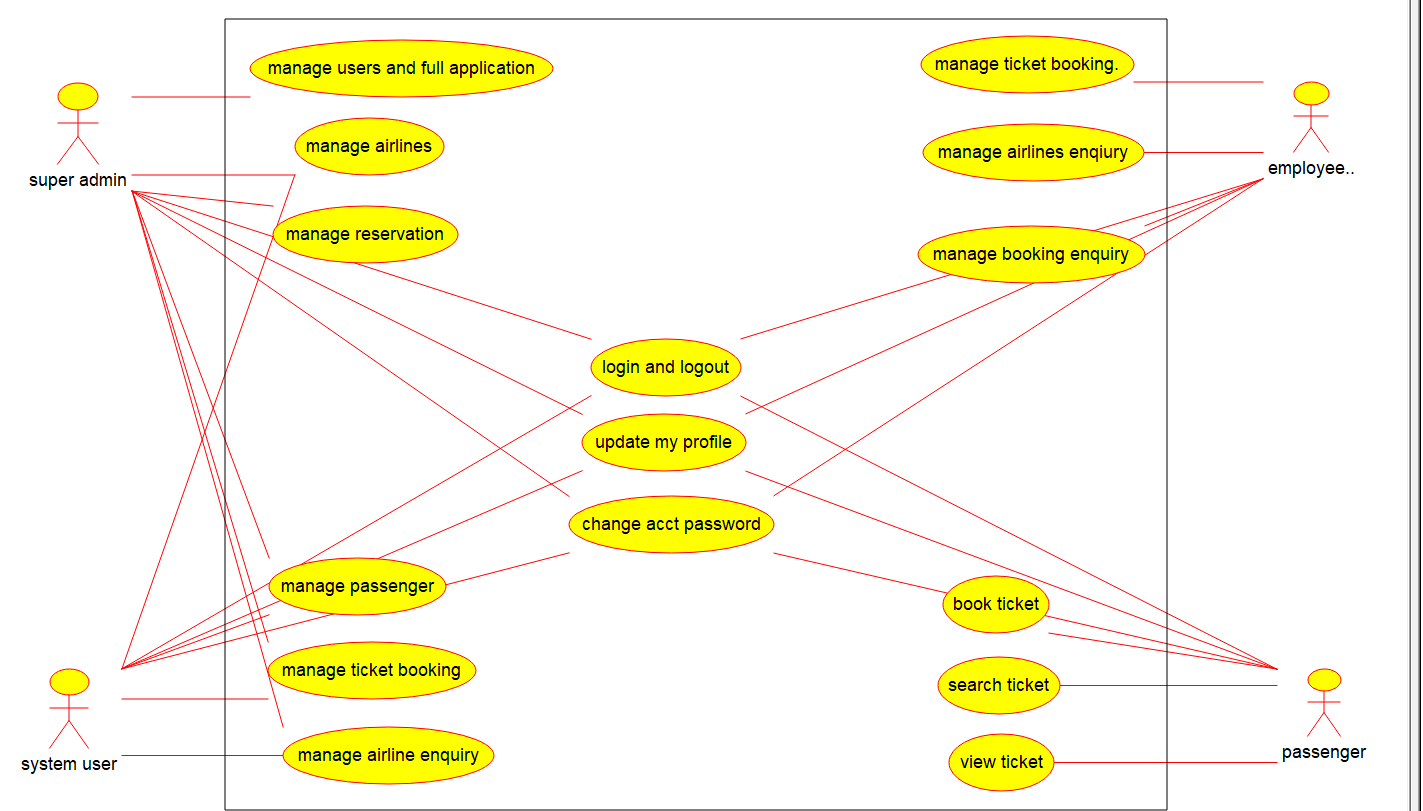 manage users and full application
manage ticket booking.
manage airlines
manage airlines enqiury
super admin
employee..
manage reservation
manage booking enquiry
login and logout
update my profile
change acct password
manage passenger
book ticket
manage ticket booking
search ticket
manage airline enquiry
view ticket
system user
passenger